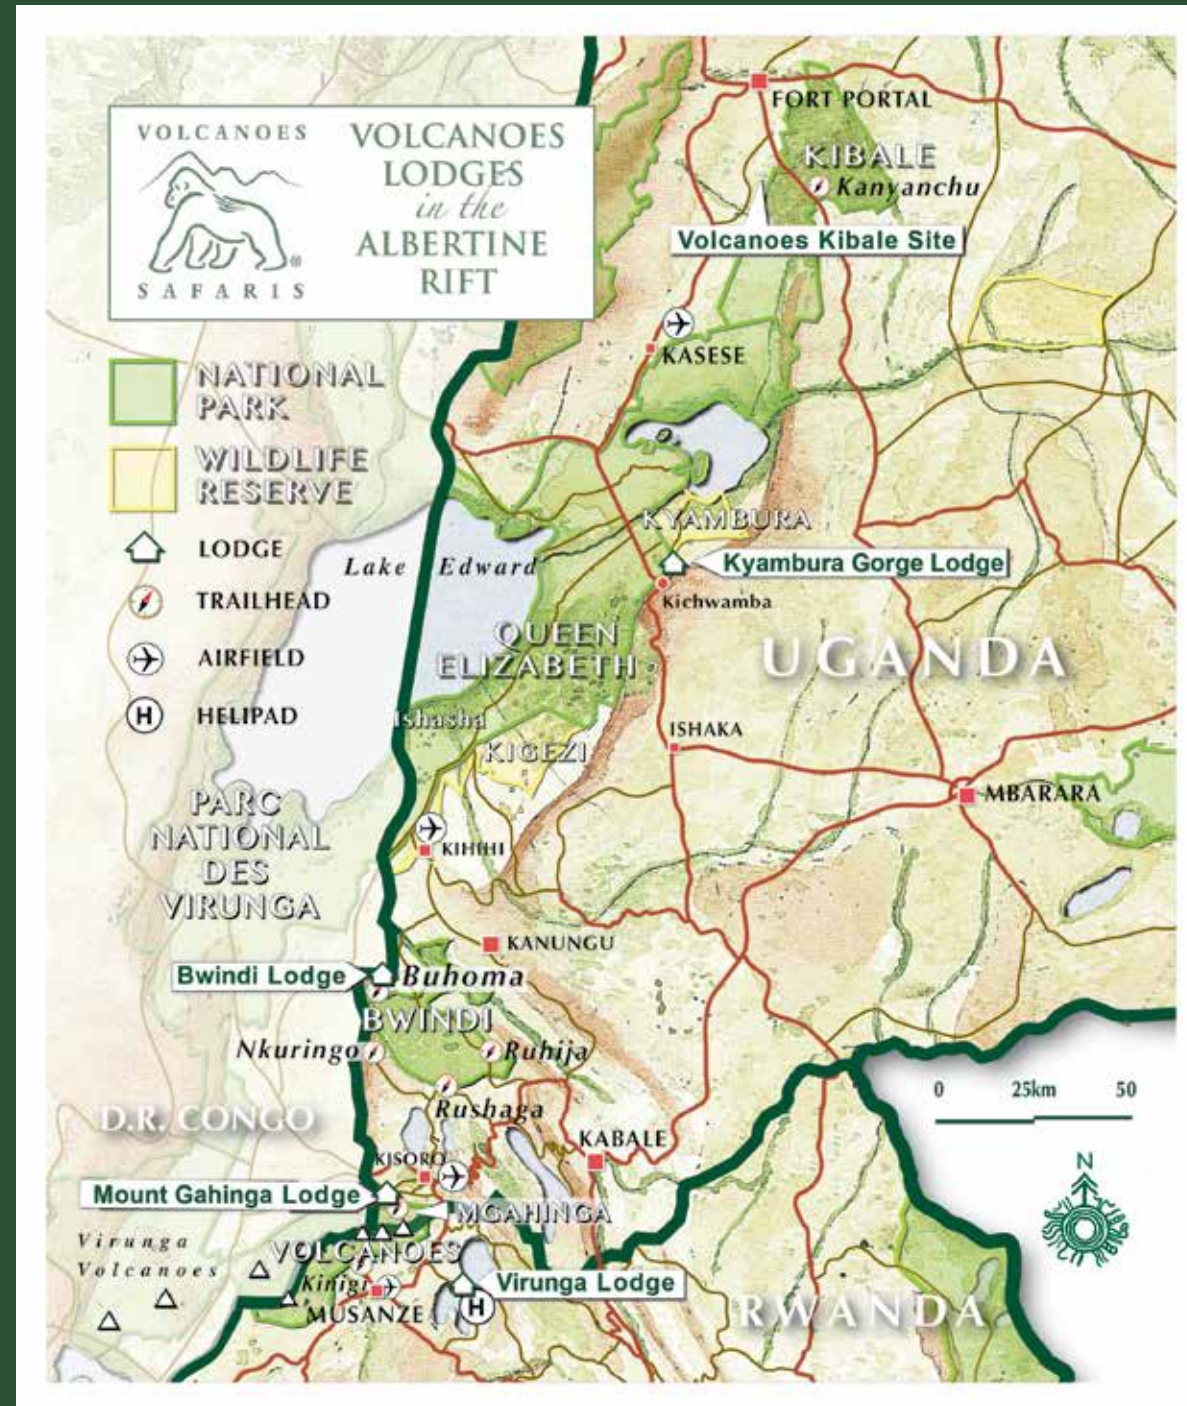 VOLCANOES
SAFARIS
®
VOLCANOES
LODGES
in the
ALBERTINE
RIFT
NATIONAL
PARK
WILDLIFE
RESERVE
LODGE
TRAILHEAD
AIRFIELD
H
HELIPAD
FORT PORTAL
KIBALE
Kanyanchu
Volcanoes Kibale Site
KASESE
KYAMBURA
Kyambura Gorge Lodge
Kichwamba
Lake Edward
QUEEN
ELIZABETH
UGANDA
Ishasha
KIGEZI
ISHAKA
MBARARA
PARC
NATIONAL
DES
VIRUNGA
KIHIHI
KANUNGU
Bwindi Lodge
Buhoma
BWINDI
Nkuringo
Ruhija
Rushaga
D.R. CONGO
0 25km 50
KABALE
KISORO
N
Mount Gahinga Lodge
MGAHINGA
Virunga
Volcanoes
VOLCANOES
Kinigi
Virunga Lodge
H
MUSANZE
RWANDA